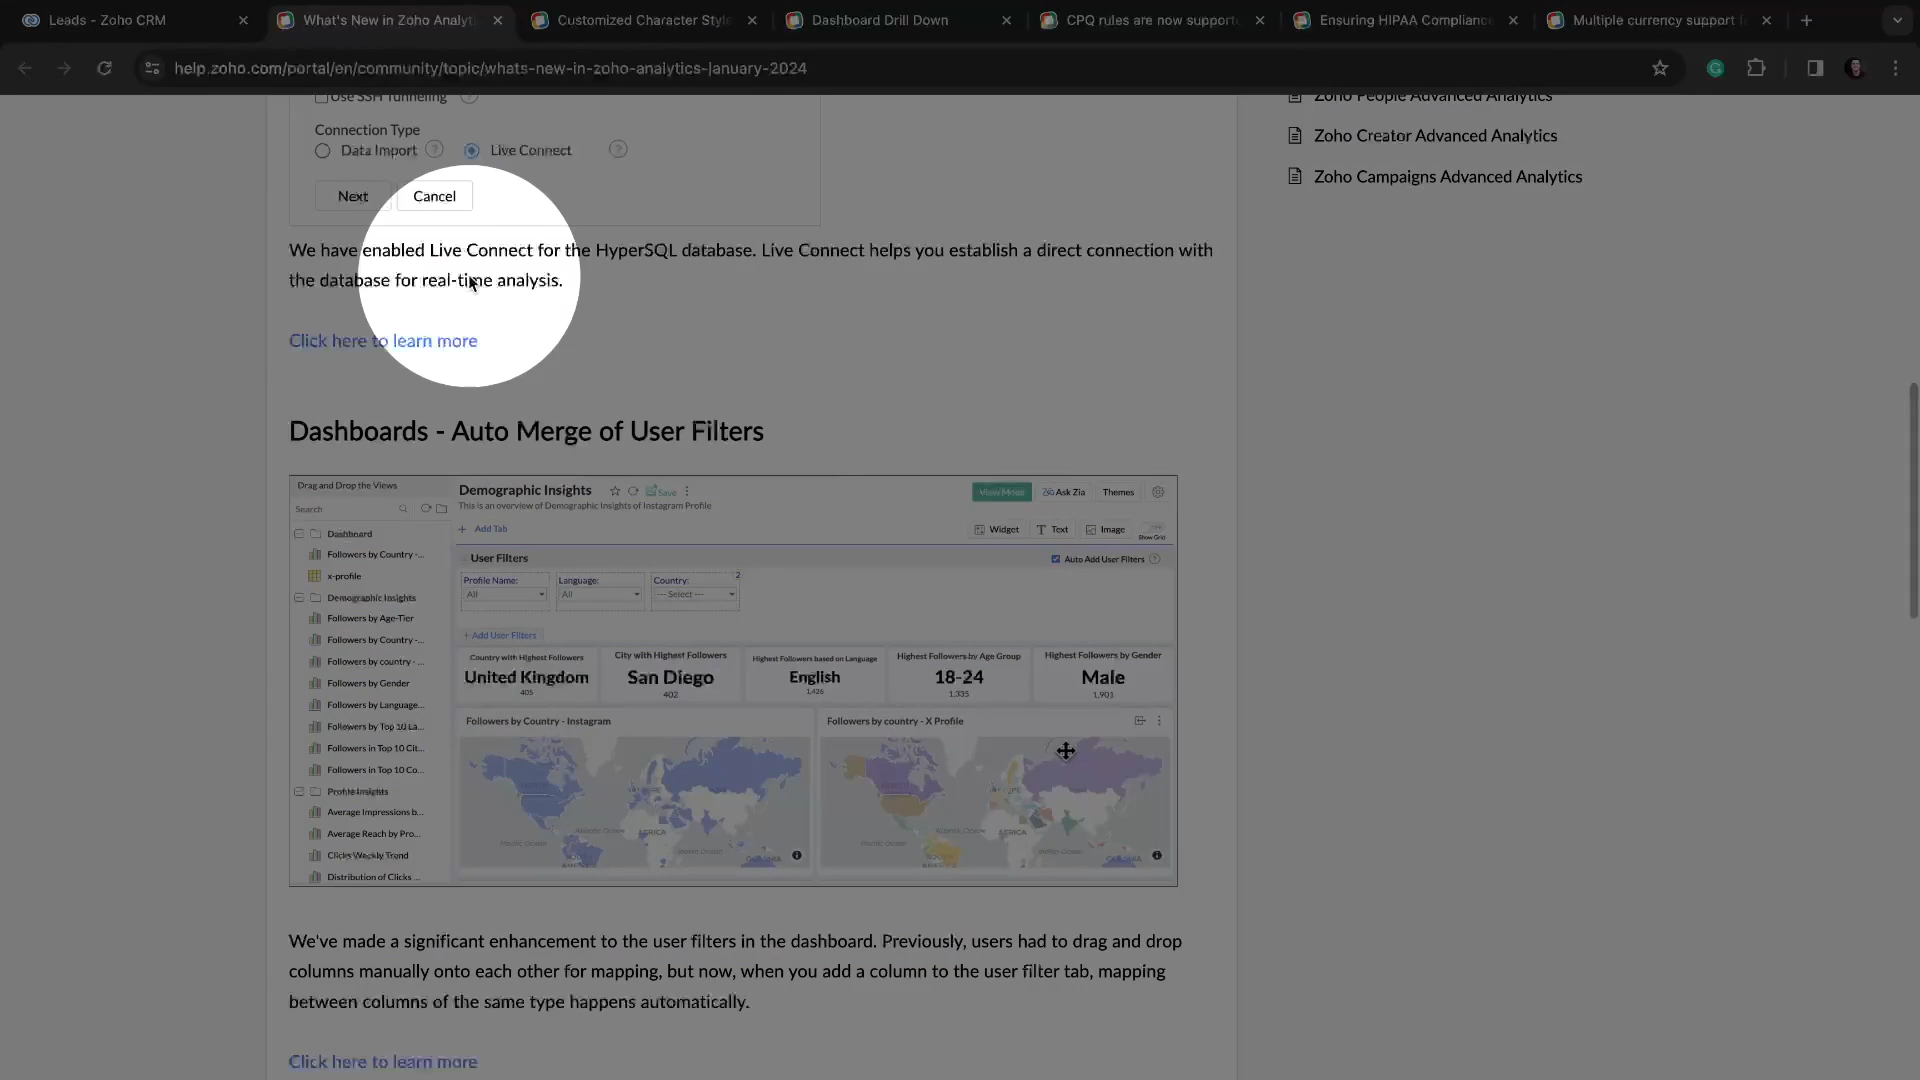 Leads - Zoho CRM
What's New in Zoho Analyti
Customized Character Style
Dashboard Drill Down
CPQ rules are now support
Ensuring HIPAA Compliance
Multiple currency support f
help.zoho.com/portal/en/community/topic/whats-new-in-zoho-analytics-january-2024
Use SSH Tunneling
Zoho People Advanced Analytics
Connection Type
Zoho Creator Advanced Analytics
Data Import
Live Connect
Zoho Campaigns Advanced Analytics
Next
Cancel
We have enabled Live Connect for the HyperSQL database. Live Connect helps you establish a direct connection with
the database for real-time analysis.
Click here to learn more
Dashboards - Auto Merge of User Filters
Drag and Drop the Views
Search
Dashboard
Followers by Country -...
x-profile
Demographic Insights
Followers by Age-Tier
Followers by Country -...
Followers by country - ...
Followers by Gender
Followers by Language...
Followers by Top 10 La...
Followers in Top 10 Cit...
Followers in Top 10 Co...
Profile Insights
Average Impressions b...
Average Reach by Pro...
Clicks Weekly Trend
Distribution of Clicks ...
Demographic Insights
Save
View Mode
Ask Zia
Themes
This is an overview of Demographic Insights of Instagram Profile
+ Add Tab
Widget
Text
Image
Show Grid
User Filters
Auto Add User Filters
Profile Name:
Language:
Country:
2
All
All
--- Select ---
+ Add User Filters
Country with Highest Followers
United Kingdom
405
City with Highest Followers
San Diego
402
Highest Followers based on Language
English
1,426
Highest Followers by Age Group
18-24
1,335
Highest Followers by Gender
Male
1,901
Followers by Country - Instagram
Followers by country - X Profile
We've made a significant enhancement to the user filters in the dashboard. Previously, users had to drag and drop
columns manually onto each other for mapping, but now, when you add a column to the user filter tab, mapping
between columns of the same type happens automatically.
Click here to learn more